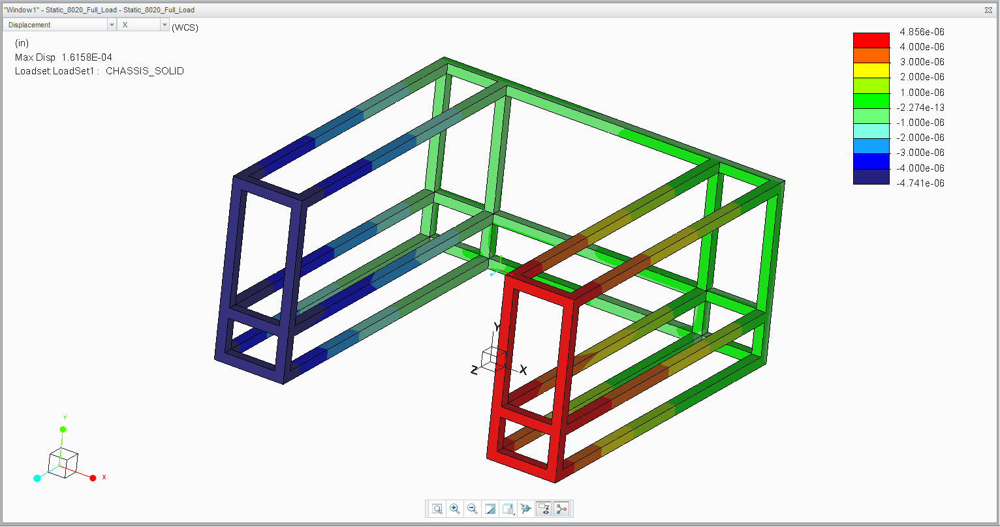 "Window1" - Static_8020_Full_Load - Static_8020_Full_Load
Displacement X (WCS)
(in)
Max Disp 1.6158E-04
Loadset:LoadSet1 : CHASSIS_SOLID
4.856e-06
4.000e-06
3.000e-06
2.000e-06
1.000e-06
-2.274e-13
-1.000e-06
-2.000e-06
-3.000e-06
-4.000e-06
-4.741e-06
Y
Z
X
Y
X